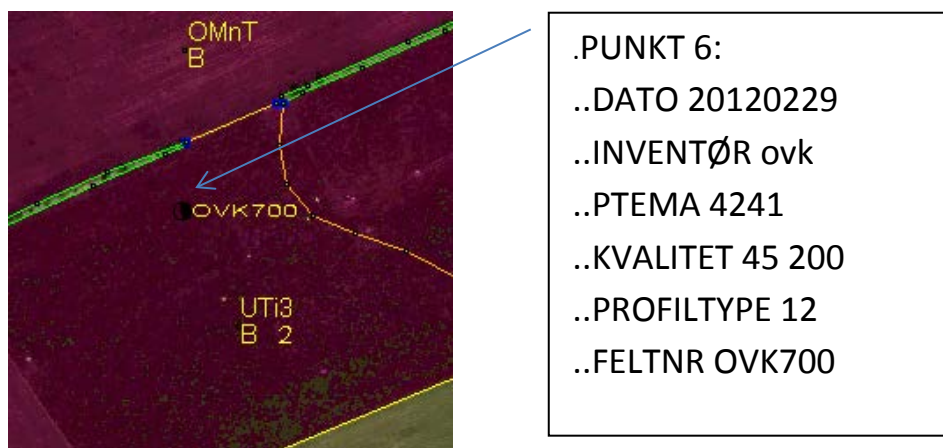 OMnT
B
OVK700
UTi3
B 2
.PUNKT 6:
..DATO 20120229
..INVENTØR ovk
..PTEMA 4241
..KVALITET 45 200
..PROFILTYPE 12
..FELTNR OVK700